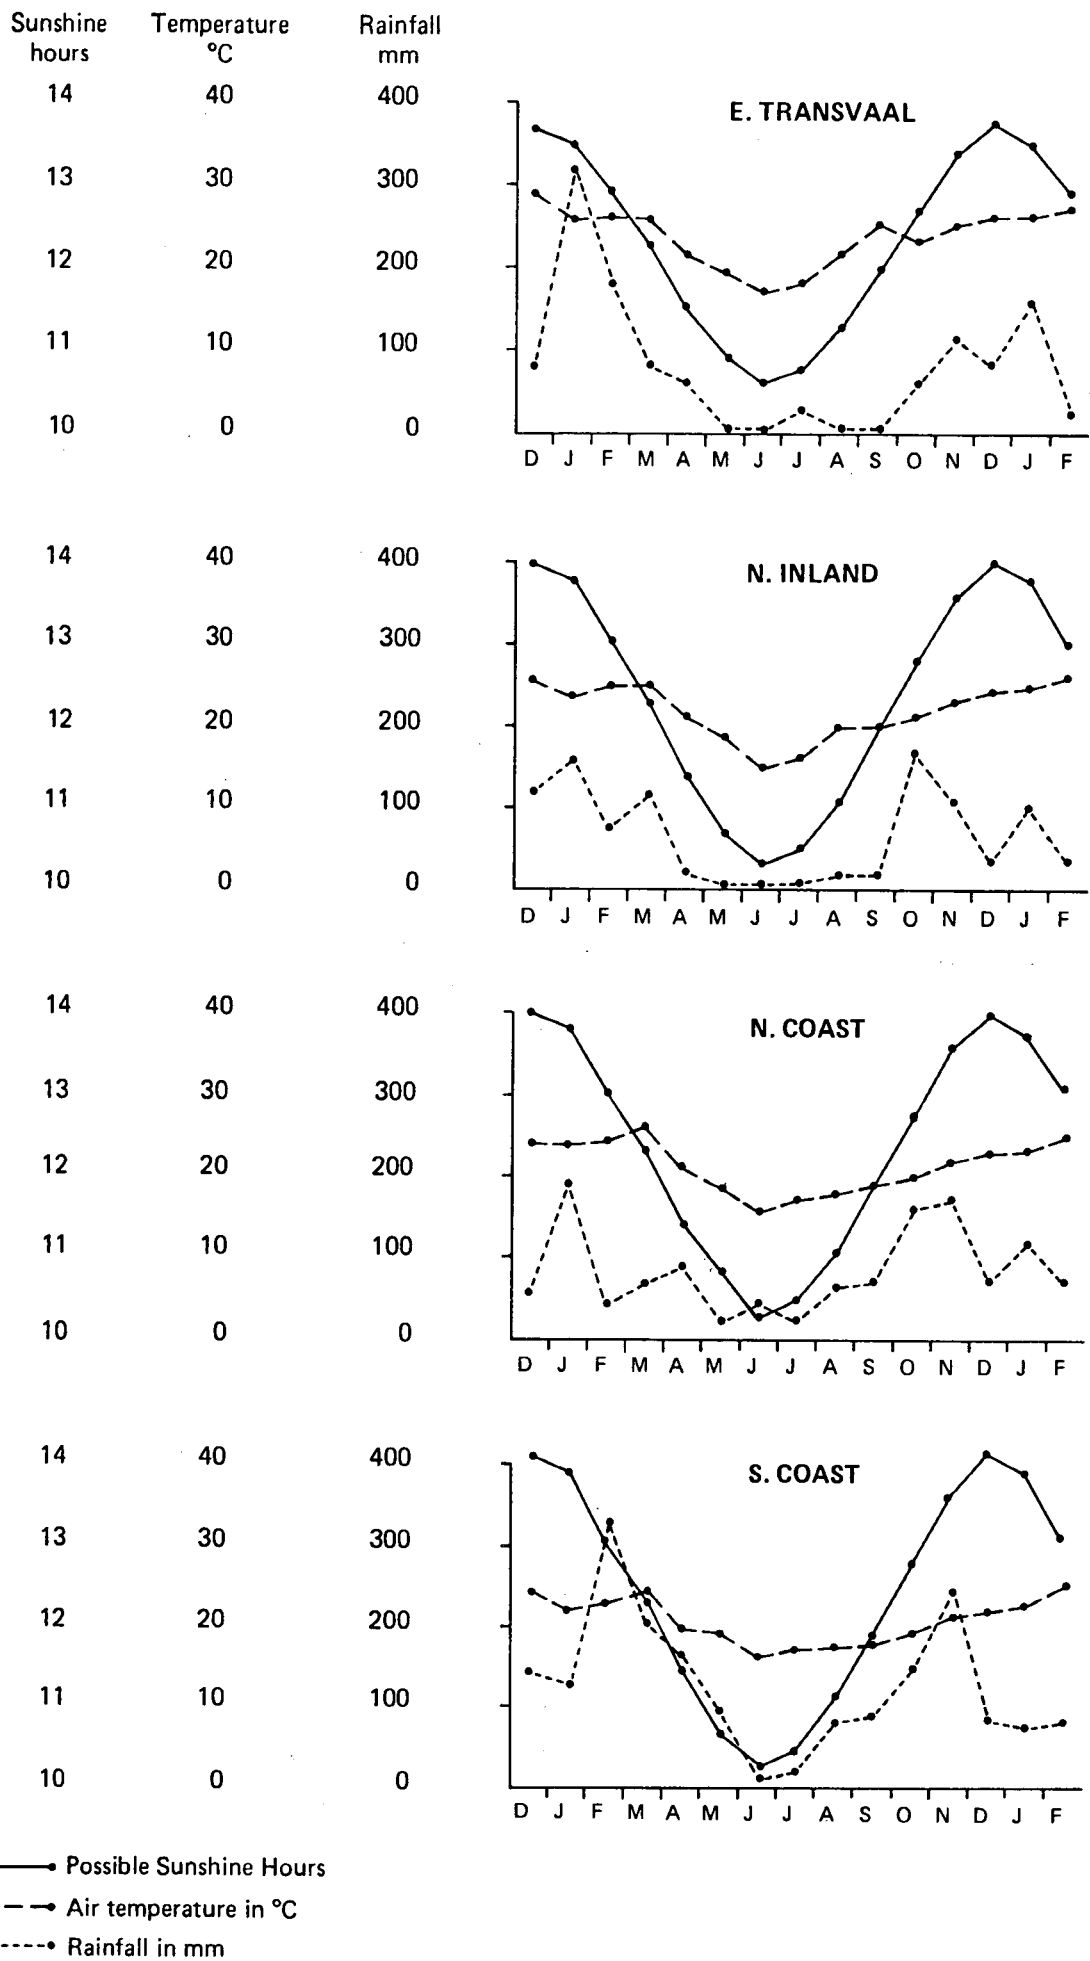 Sunshine hours Temperature °C Rainfall mm
14 40 400
E. TRANSVAAL
13 30 300
12 20 200
11 10 100
10 0 0
D J F M A M J J A S O N D J F
14 40 400
N. INLAND
13 30 300
12 20 200
11 10 100
10 0 0
D J F M A M J J A S O N D J F
14 40 400
N. COAST
13 30 300
12 20 200
11 10 100
10 0 0
D J F M A M J J A S O N D J F
14 40 400
S. COAST
13 30 300
12 20 200
11 10 100
10 0 0
D J F M A M J J A S O N D J F
Possible Sunshine Hours
Air temperature in °C
Rainfall in mm